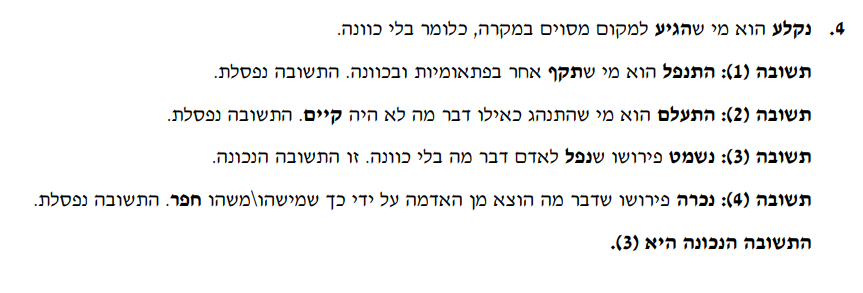 4. נקלע הוא מי שהגיע למקום מסוים במקרה, כלומר בלי כוונה.
תשובה (1): התנפל הוא מי שתקף אחר בפתאומיות ובכוונה. התשובה נפסלת.
תשובה (2): התעלם הוא מי שהתנהג כאילו דבר מה לא היה קיים. התשובה נפסלת.
תשובה (3): נשמט פירושו שנפל לאדם דבר מה בלי כוונה. זו התשובה הנכונה.
תשובה (4): נכרה פירושו שדבר מה הוצא מן האדמה על ידי כך שמישהו\משהו חפר. התשובה נפסלת.
התשובה הנכונה היא (3).